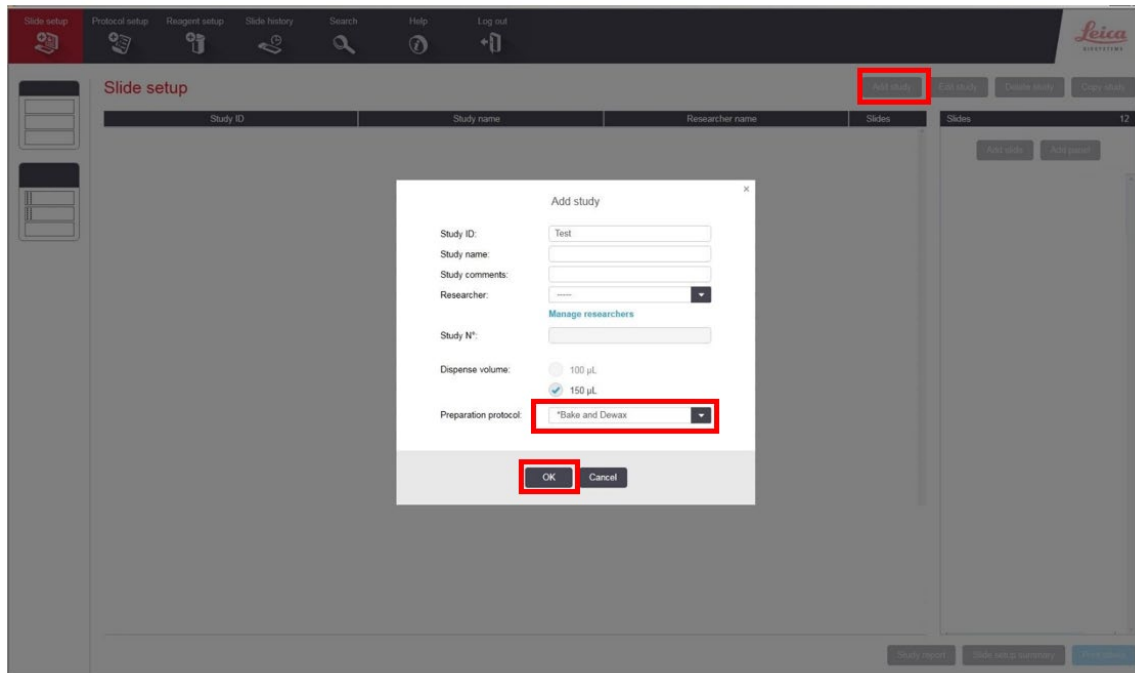 Slide setup Protocol setup Reagent setup Slide history Search Help Log out
Leica
BIOSYSTEMS
Slide setup
Add study Edit study Delete study Copy study
Study ID Study name Researcher name Slides Slides 12
Add slide Add panel
Add study
×
Study ID: Test
Study name:
Study comments:
Researcher: -----
Manage researchers
Study N°:
Dispense volume: 100 µL
150 µL
Preparation protocol: *Bake and Dewax
OK Cancel
Study report Slide setup summary Print labels